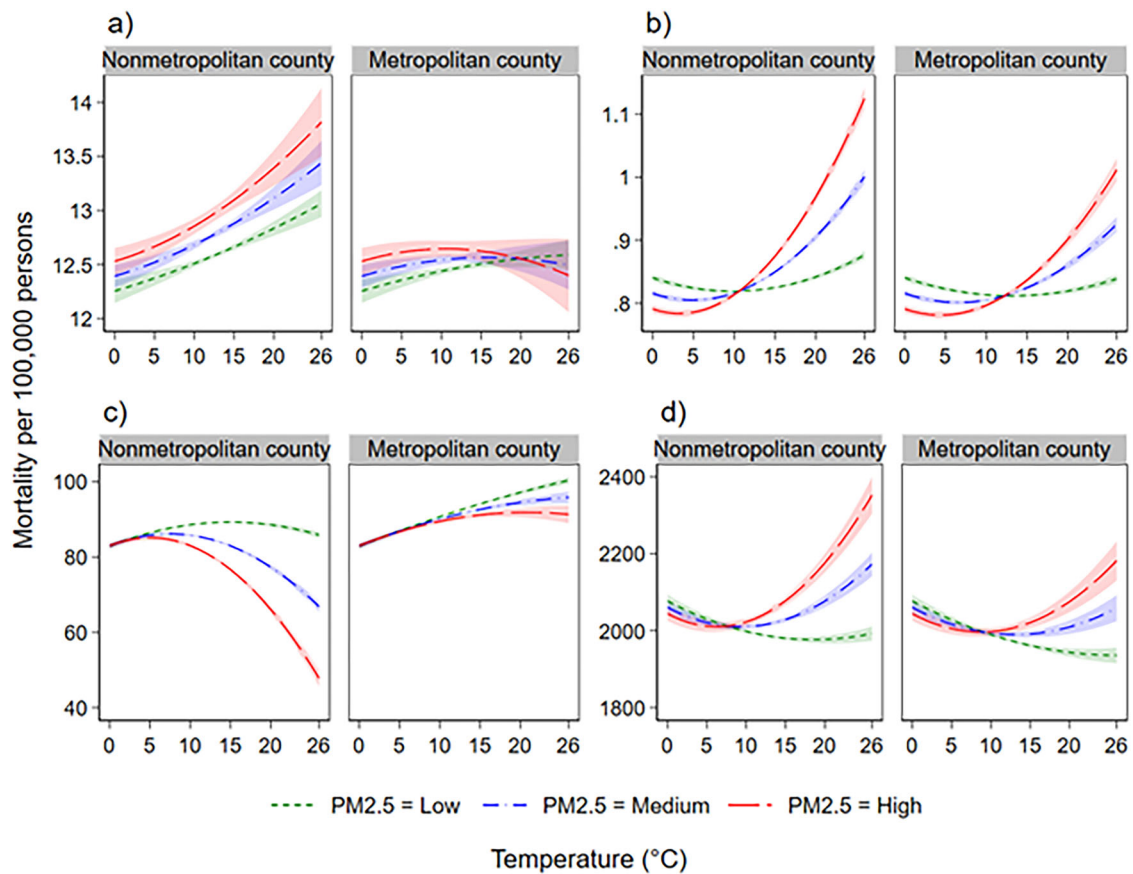 a)
Nonmetropolitan county
Metropolitan county
14
13.5
13
12.5
12
0 5 10 15 20 26
0 5 10 15 20 26
b)
Nonmetropolitan county
Metropolitan county
1.1
1
.9
.8
0 5 10 15 20 26
0 5 10 15 20 26
Mortality per 100,000 persons
c)
Nonmetropolitan county
Metropolitan county
100
80
60
40
0 5 10 15 20 26
0 5 10 15 20 26
d)
Nonmetropolitan county
Metropolitan county
2400
2200
2000
1800
0 5 10 15 20 26
0 5 10 15 20 26
PM2.5 = Low PM2.5 = Medium PM2.5 = High
Temperature (°C)